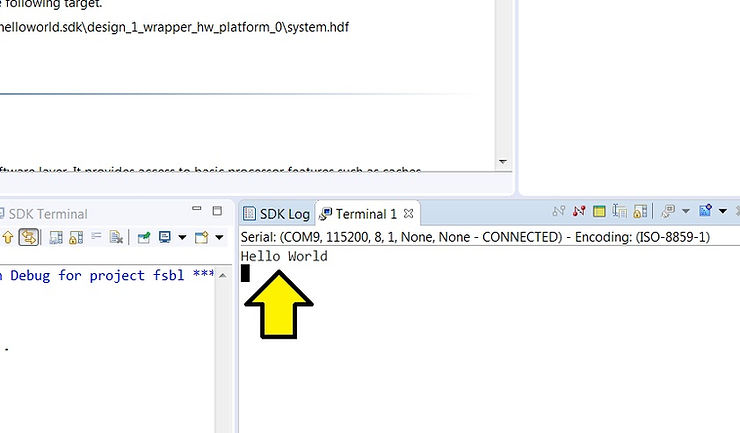 following target.
helloworld.sdk\design_1_wrapper_hw_platform_0\system.hdf
ftware layer. It provides access to basic processor features such as caches
SDK Terminal
SDK Log
Terminal 1
Serial: (COM9, 115200, 8, 1, None, None - CONNECTED) - Encoding: (ISO-8859-1)
Hello World
Debug for project fsbl ***
.